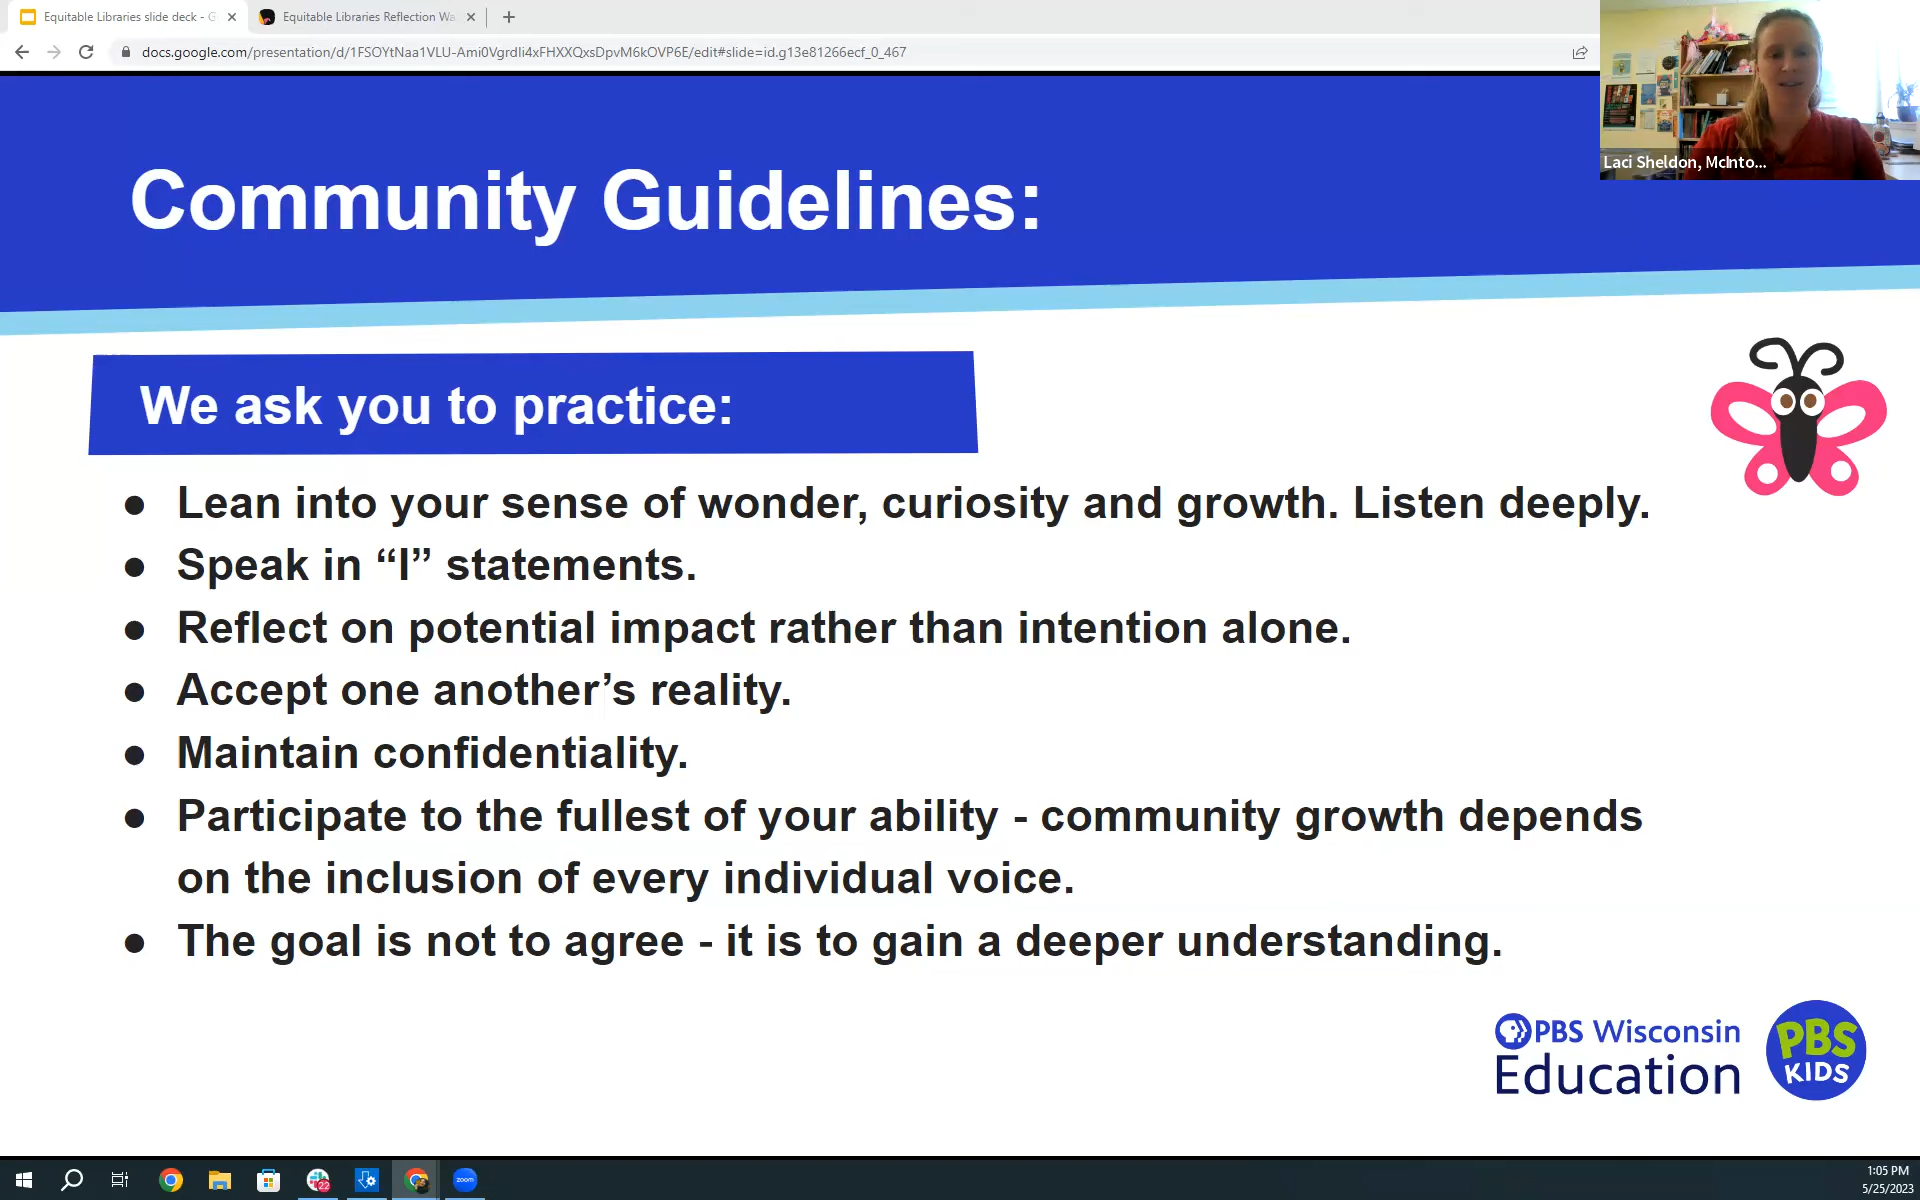 Equitable Libraries slide deck - G
Equitable Libraries Reflection Wa
docs.google.com/presentation/d/1FSOYtNaa1VLU-Ami0Vgrdli4xFHXXQxsDpvM6kOVP6E/edit#slide=id.g13e81266ecf_0_467
Laci Sheldon, McInto...
Community Guidelines:
We ask you to practice:
● Lean into your sense of wonder, curiosity and growth. Listen deeply.
● Speak in “I” statements.
● Reflect on potential impact rather than intention alone.
● Accept one another’s reality.
● Maintain confidentiality.
● Participate to the fullest of your ability - community growth depends
on the inclusion of every individual voice.
● The goal is not to agree - it is to gain a deeper understanding.
PBS Wisconsin
Education
PBS
KIDS
22
zoom
1:05 PM
5/25/2023